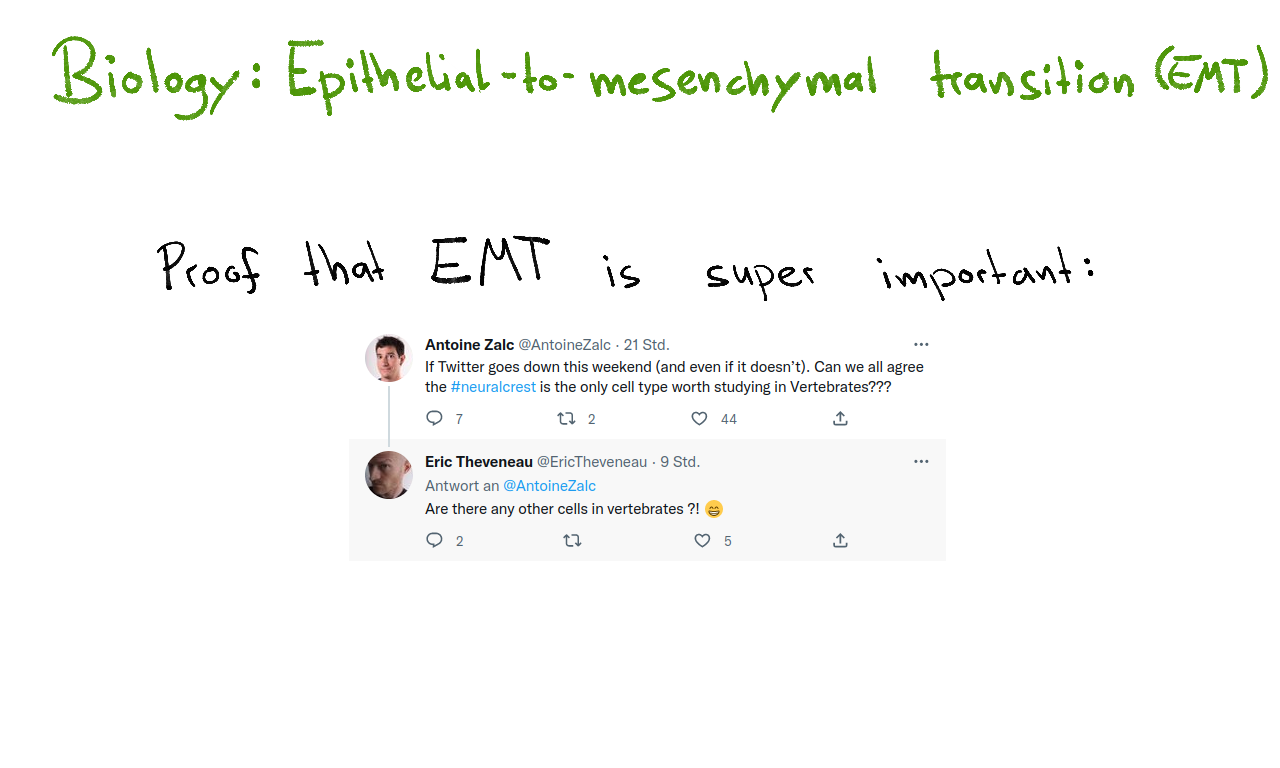 Biology: Epithelial-to-mesenchymal transition (EMT)
Proof that EMT is super important:
Antoine Zalc @AntoineZalc · 21 Std.
If Twitter goes down this weekend (and even if it doesn't). Can we all agree
the #neuralcrest is the only cell type worth studying in Vertebrates???
7 2 44
Eric Theveneau @EricTheveneau · 9 Std.
Antwort an @AntoineZalc
Are there any other cells in vertebrates ?! 😁
2 5